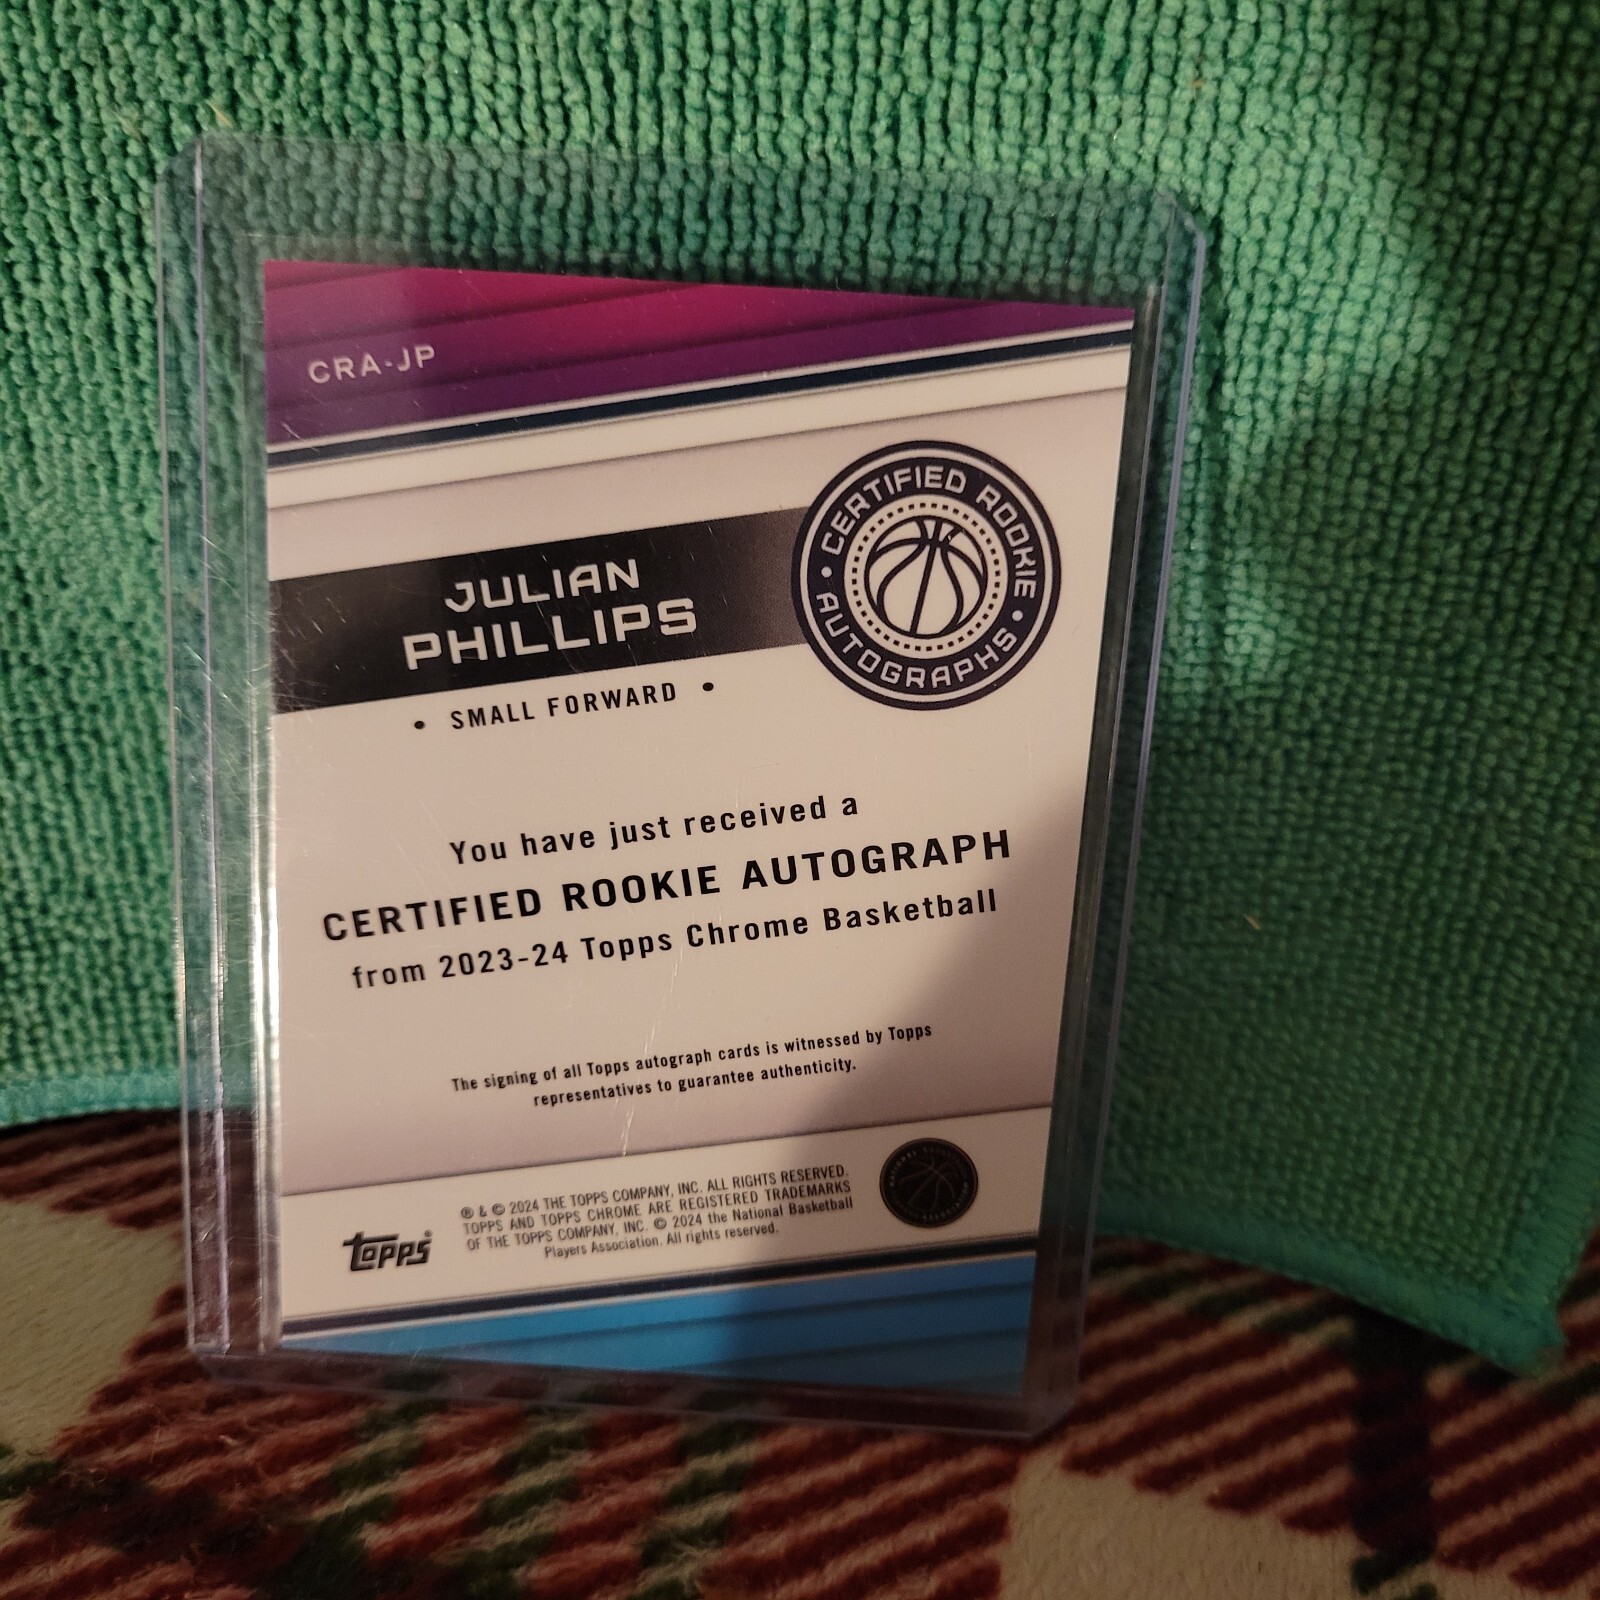 CRA-JP
CERTIFIED ROOKIE
• AUTOGRAPHS •
JULIAN
PHILLIPS
• SMALL FORWARD •
You have just received a
CERTIFIED ROOKIE AUTOGRAPH
from 2023-24 Topps Chrome Basketball
The signing of all Topps autograph cards is witnessed by Topps
representatives to guarantee authenticity.
topps®
® & © 2024 THE TOPPS COMPANY, INC. ALL RIGHTS RESERVED.
TOPPS AND TOPPS CHROME ARE REGISTERED TRADEMARKS
OF THE TOPPS COMPANY, INC. © 2024 the National Basketball
Players Association. All rights reserved.